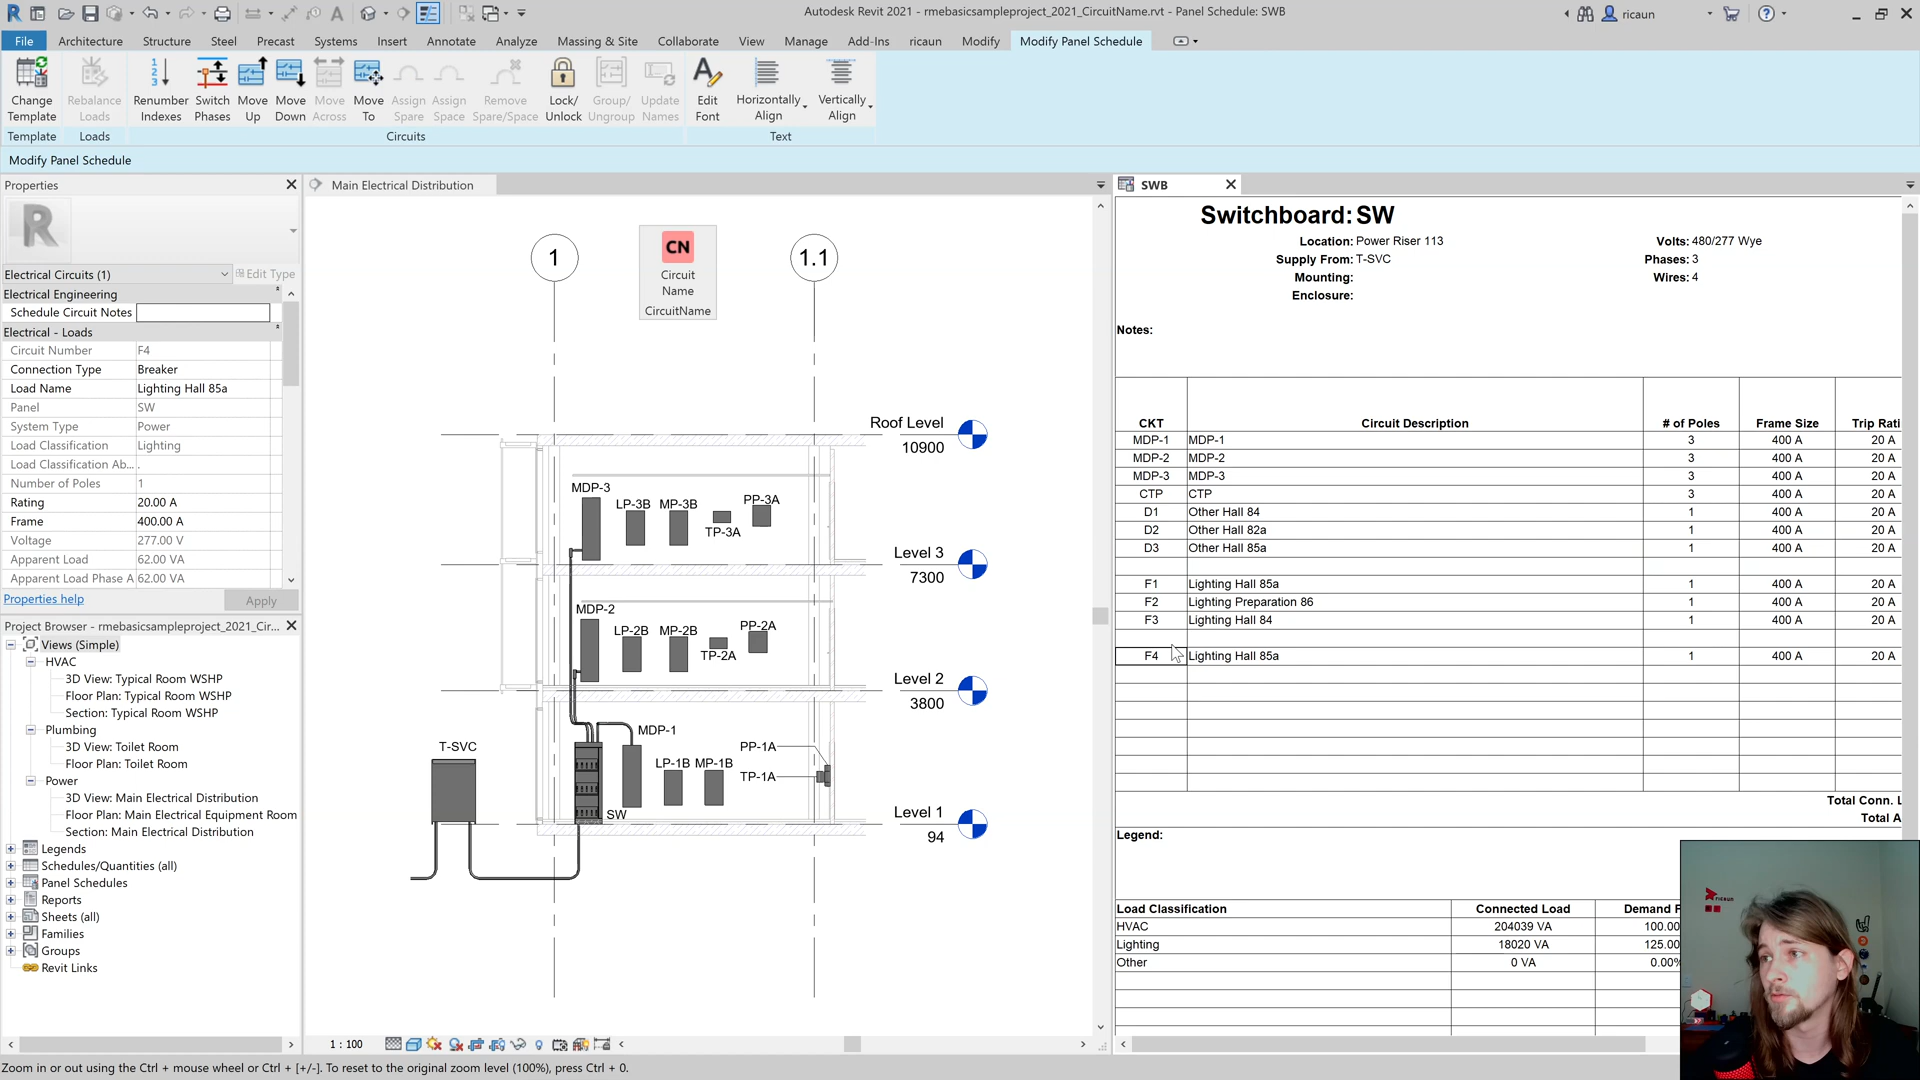 Autodesk Revit 2021 - rmebasicsampleproject_2021_CircuitName.rvt - Panel Schedule: SWB
ricaun
File
Architecture
Structure
Steel
Precast
Systems
Insert
Annotate
Analyze
Massing & Site
Collaborate
View
Manage
Add-Ins
ricaun
Modify
Modify Panel Schedule
Change Template
Rebalance Loads
Renumber Indexes
Switch Phases
Move Up
Move Down
Move Across
Move To
Assign Spare
Assign Space
Remove Spare/Space
Lock/ Unlock
Group/ Ungroup
Update Names
Edit Font
Horizontally Align
Vertically Align
Template
Loads
Circuits
Text
Modify Panel Schedule
Properties
R
Electrical Circuits (1)
Edit Type
Electrical Engineering
Schedule Circuit Notes
Electrical - Loads
Circuit Number F4
Connection Type Breaker
Load Name Lighting Hall 85a
Panel SW
System Type Power
Load Classification Lighting
Load Classification Ab... .
Number of Poles 1
Rating 20.00 A
Frame 400.00 A
Voltage 277.00 V
Apparent Load 62.00 VA
Apparent Load Phase A 62.00 VA
Properties help
Apply
Project Browser - rmebasicsampleproject_2021_Cir...
Views (Simple)
HVAC
3D View: Typical Room WSHP
Floor Plan: Typical Room WSHP
Section: Typical Room WSHP
Plumbing
3D View: Toilet Room
Floor Plan: Toilet Room
Power
3D View: Main Electrical Distribution
Floor Plan: Main Electrical Equipment Room
Section: Main Electrical Distribution
Legends
Schedules/Quantities (all)
Panel Schedules
Reports
Sheets (all)
Families
Groups
Revit Links
Main Electrical Distribution
1
CN
Circuit
Name
CircuitName
1.1
Roof Level
10900
MDP-3
LP-3B
MP-3B
TP-3A
PP-3A
Level 3
7300
MDP-2
LP-2B
MP-2B
TP-2A
PP-2A
Level 2
3800
T-SVC
MDP-1
LP-1B
MP-1B
PP-1A
TP-1A
SW
Level 1
94
1 : 100
SWB
Switchboard: SW
Location: Power Riser 113
Supply From: T-SVC
Mounting:
Enclosure:
Volts: 480/277 Wye
Phases: 3
Wires: 4
Notes:
CKT Circuit Description # of Poles Frame Size Trip Rati
MDP-1 MDP-1 3 400 A 20 A
MDP-2 MDP-2 3 400 A 20 A
MDP-3 MDP-3 3 400 A 20 A
CTP CTP 3 400 A 20 A
D1 Other Hall 84 1 400 A 20 A
D2 Other Hall 82a 1 400 A 20 A
D3 Other Hall 85a 1 400 A 20 A
F1 Lighting Hall 85a 1 400 A 20 A
F2 Lighting Preparation 86 1 400 A 20 A
F3 Lighting Hall 84 1 400 A 20 A
F4 Lighting Hall 85a 1 400 A 20 A
Total Conn. L
Total A
Legend:
Load Classification Connected Load Demand F
HVAC 204039 VA 100.00
Lighting 18020 VA 125.00
Other 0 VA 0.00%
Zoom in or out using the Ctrl + mouse wheel or Ctrl + [+/-]. To reset to the original zoom level (100%), press Ctrl + 0.